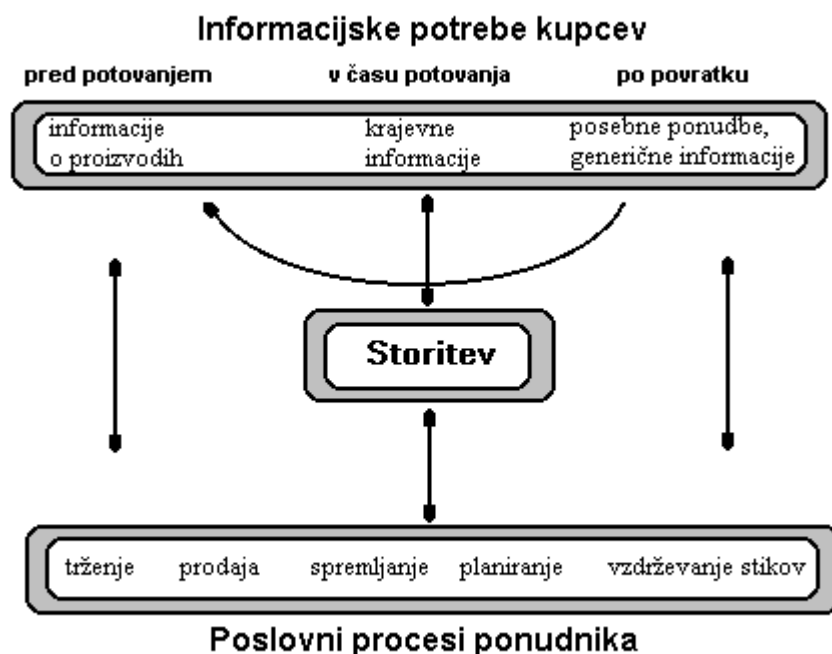 Informacijske potrebe kupcev
pred potovanjem v času potovanja po povratku
informacije krajevne posebne ponudbe,
o proizvodih informacije generične informacije
Storitev
trženje prodaja spremljanje planiranje vzdrževanje stikov
Poslovni procesi ponudnika